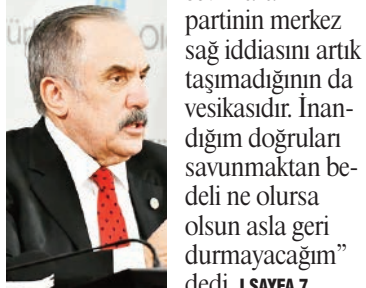 partinin merkez
sağ iddiasını artık
taşımadığının da
vesikasıdır. İnan-
dığım doğruları
savunmaktan be-
deli ne olursa
olsun asla geri
durmayacağım”
dedi. I SAYFA 7